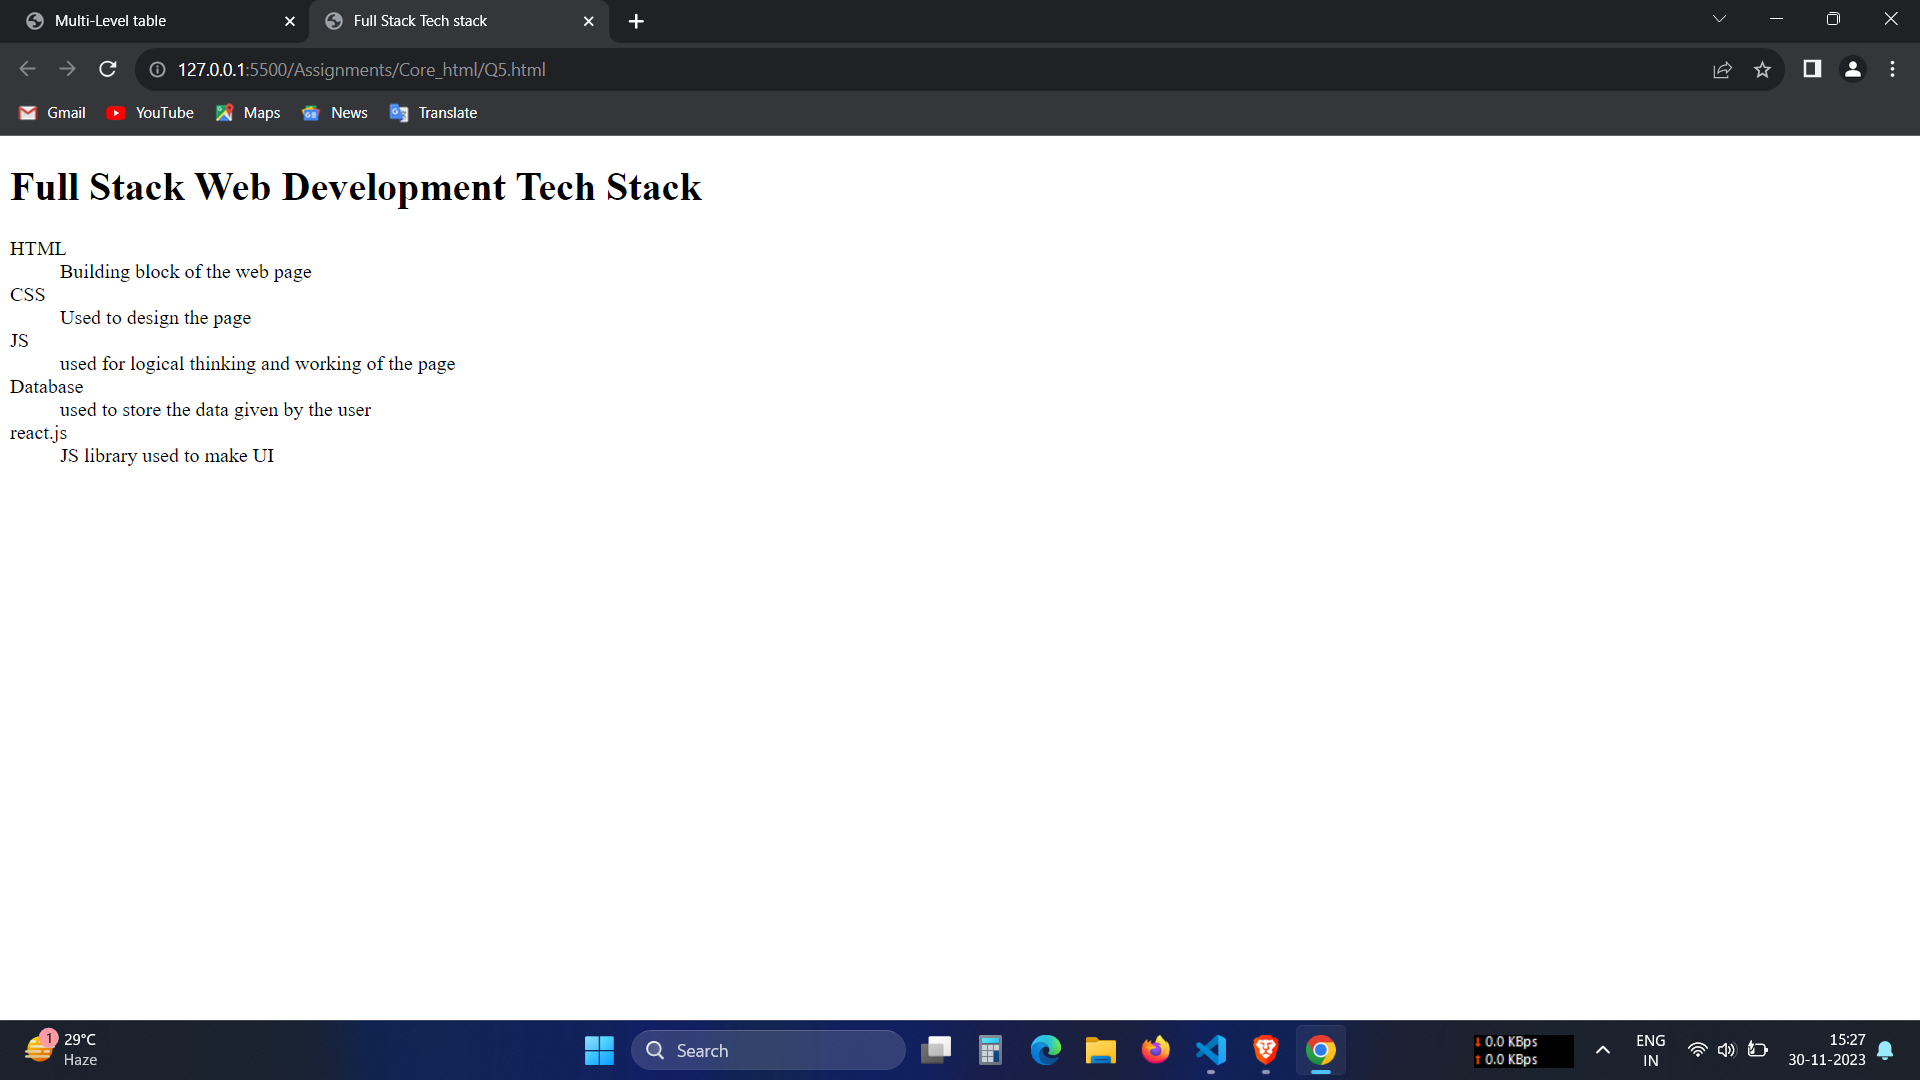 Multi-Level table
Full Stack Tech stack
127.0.0.1:5500/Assignments/Core_html/Q5.html
Gmail YouTube Maps News Translate
Full Stack Web Development Tech Stack
HTML
Building block of the web page
CSS
Used to design the page
JS
used for logical thinking and working of the page
Database
used to store the data given by the user
react.js
JS library used to make UI
1
29°C
Haze
Search
0.0 KBps
0.0 KBps
ENG
IN
15:27
30-11-2023